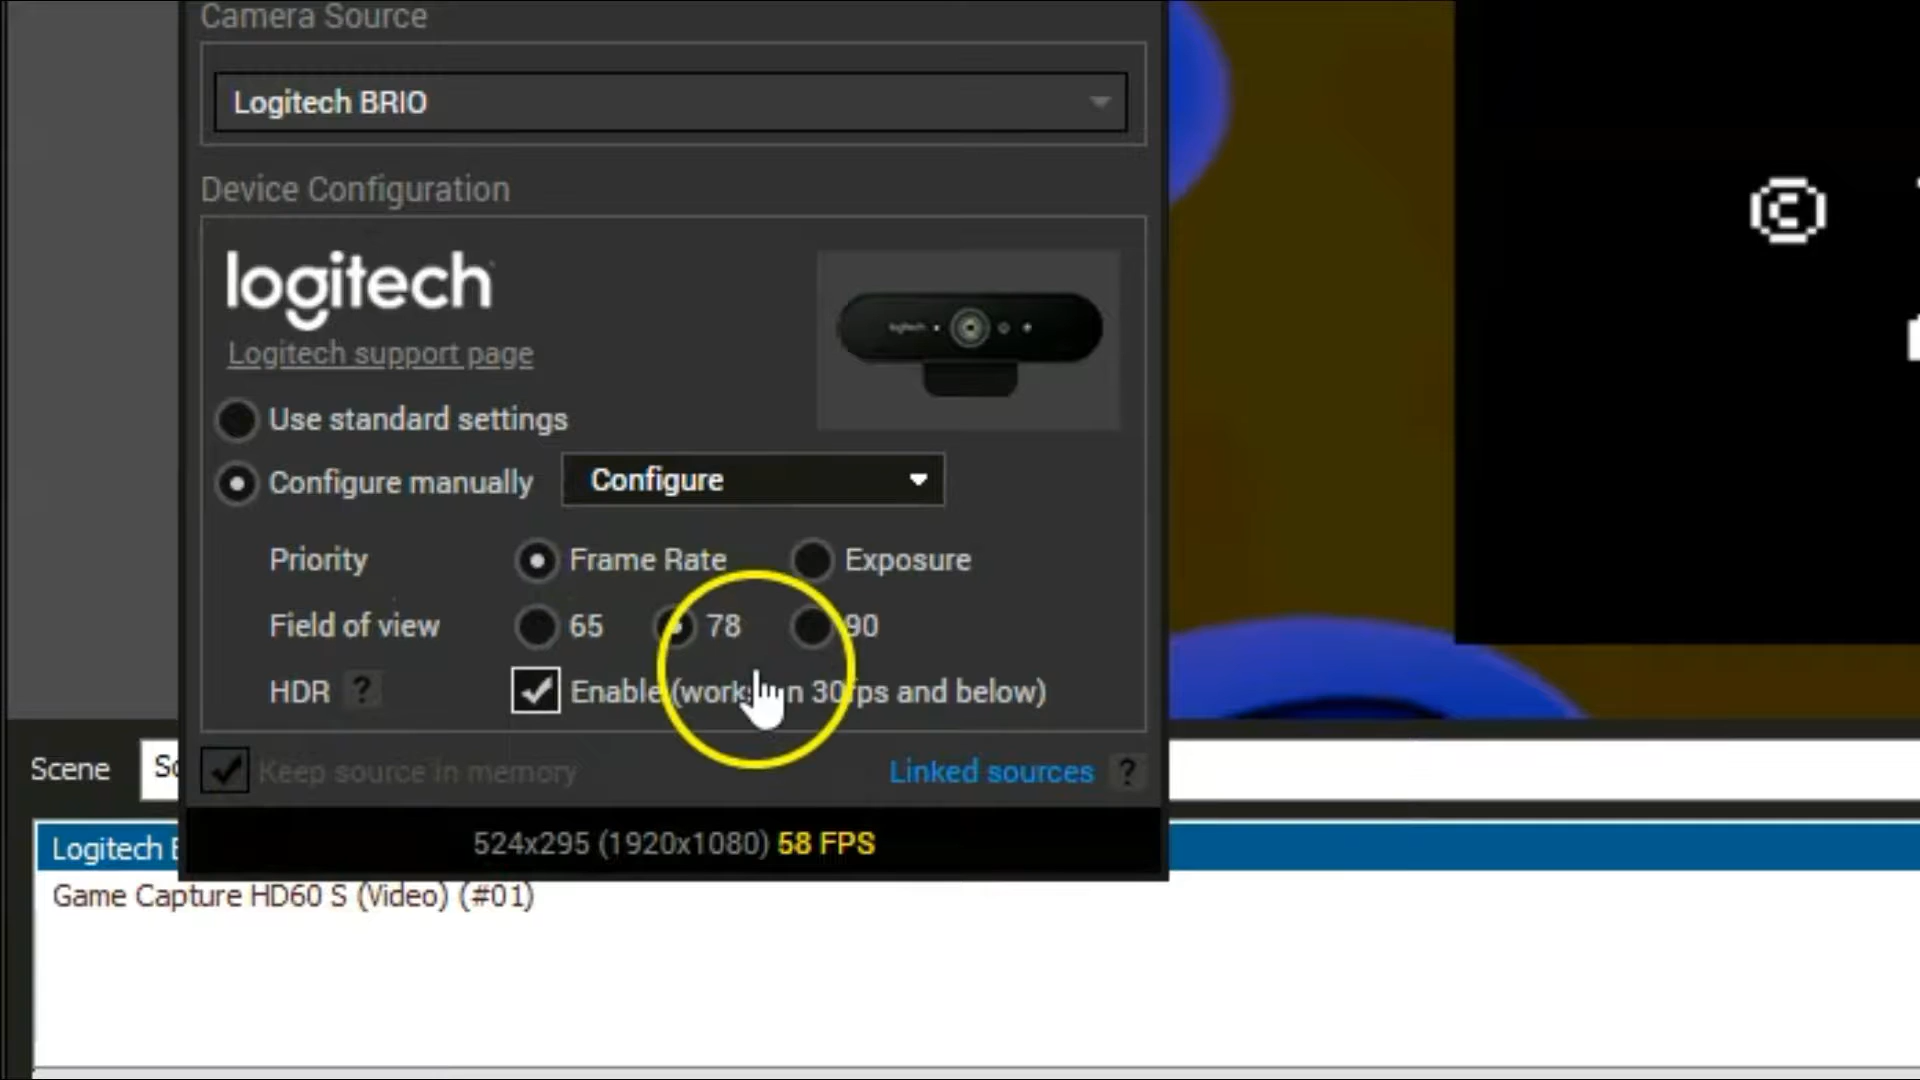 Camera Source
Logitech BRIO
Device Configuration
logitech
Logitech support page
logitech
Use standard settings
Configure manually Configure
Priority Frame Rate Exposure
Field of view 65 78 90
HDR ? Enable (works n 30fps and below)
Keep source in memory Linked sources ?
Scene Sc
524x295 (1920x1080) 58 FPS
Logitech
Game Capture HD60 S (Video) (#01)
©